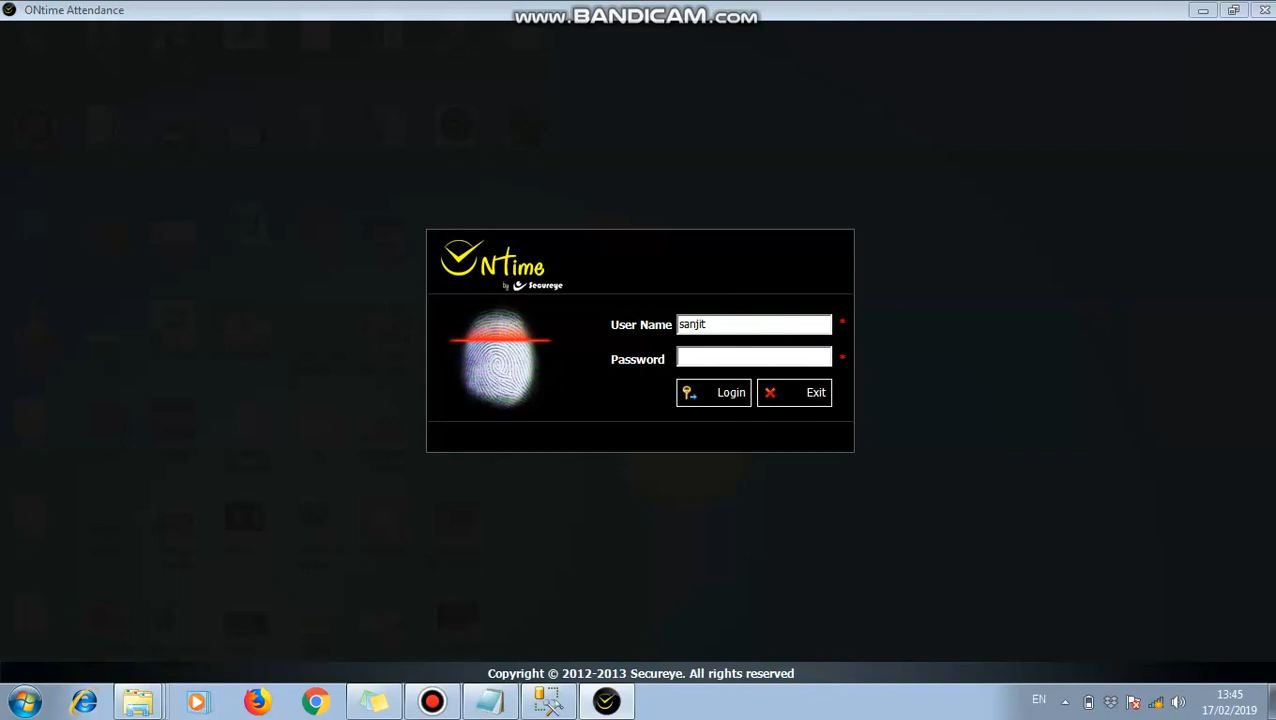 ONtime Attendance
www.BANDICAM.com
ONtime
by Secureye
User Name sanjit *
Password *
Login Exit
Copyright © 2012-2013 Secureye. All rights reserved
EN 13:45
17/02/2019